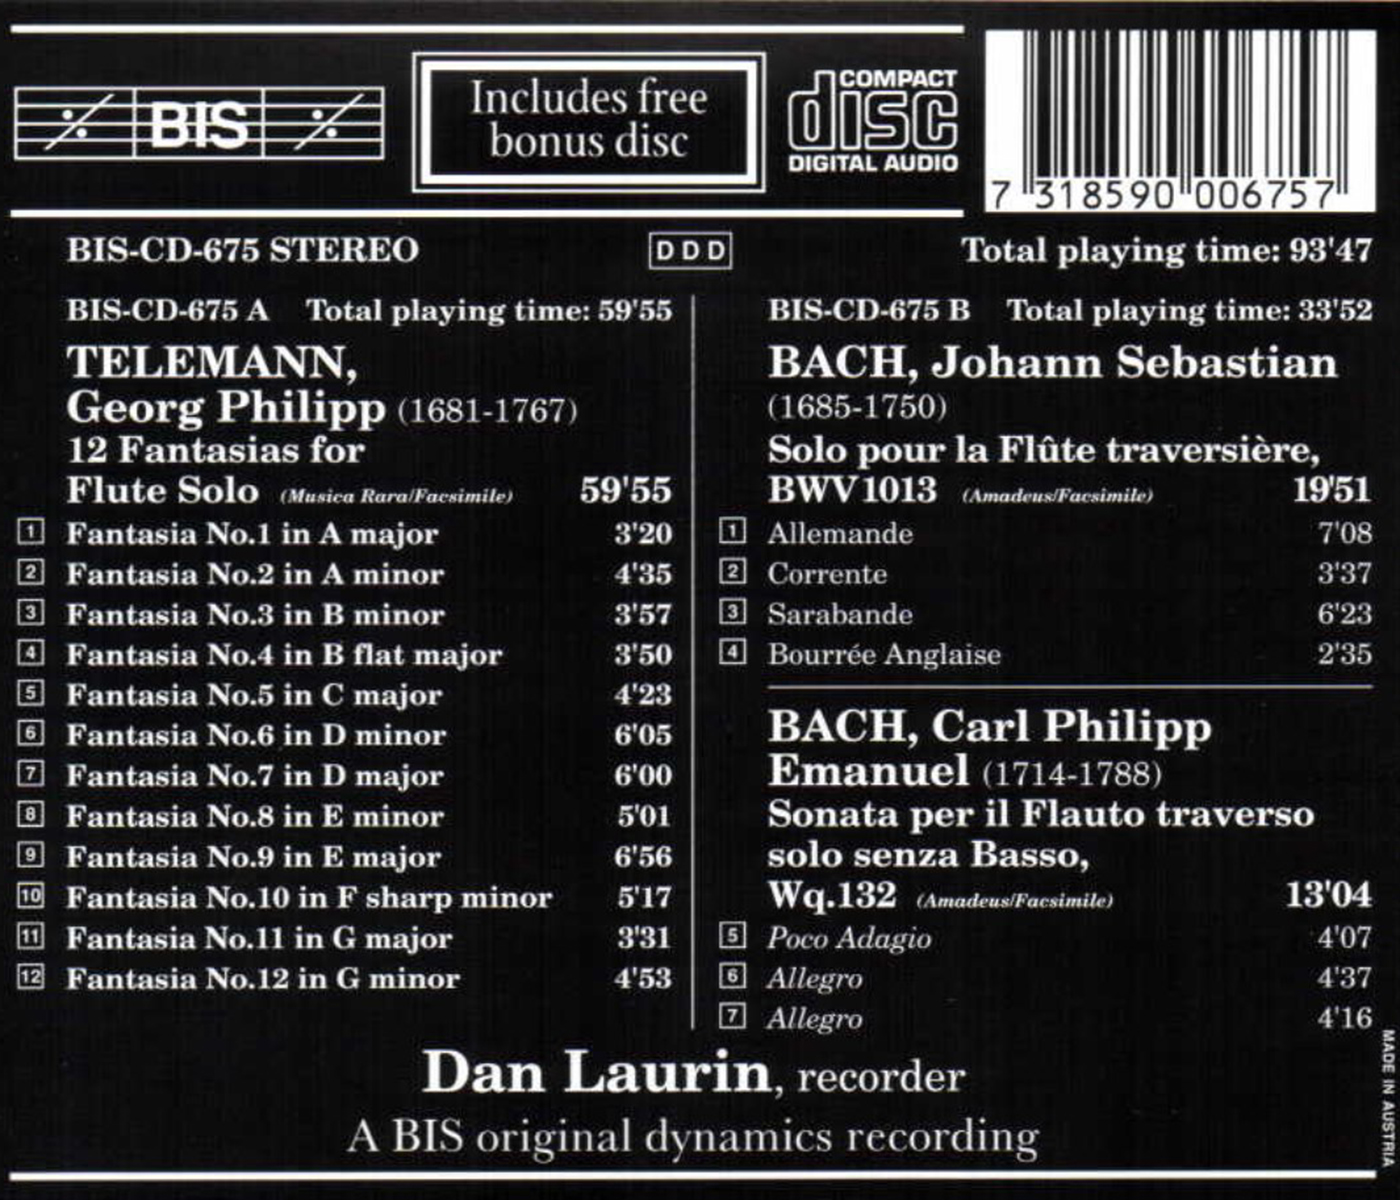 BIS
Includes free
bonus disc
COMPACT
disc
DIGITAL AUDIO
7 318590 006757
BIS-CD-675 STEREO
D D D
Total playing time: 93'47
BIS-CD-675 A Total playing time: 59'55
TELEMANN,
Georg Philipp (1681-1767)
12 Fantasias for
Flute Solo (Musica Rara/Facsimile) 59'55
1 Fantasia No.1 in A major 3'20
2 Fantasia No.2 in A minor 4'35
3 Fantasia No.3 in B minor 3'57
4 Fantasia No.4 in B flat major 3'50
5 Fantasia No.5 in C major 4'23
6 Fantasia No.6 in D minor 6'05
7 Fantasia No.7 in D major 6'00
8 Fantasia No.8 in E minor 5'01
9 Fantasia No.9 in E major 6'56
10 Fantasia No.10 in F sharp minor 5'17
11 Fantasia No.11 in G major 3'31
12 Fantasia No.12 in G minor 4'53
BIS-CD-675 B Total playing time: 33'52
BACH, Johann Sebastian
(1685-1750)
Solo pour la Flûte traversière,
BWV 1013 (Amadeus/Facsimile) 19'51
1 Allemande 7'08
2 Corrente 3'37
3 Sarabande 6'23
4 Bourrée Anglaise 2'35
BACH, Carl Philipp
Emanuel (1714-1788)
Sonata per il Flauto traverso
solo senza Basso,
Wq.132 (Amadeus/Facsimile) 13'04
5 Poco Adagio 4'07
6 Allegro 4'37
7 Allegro 4'16
Dan Laurin, recorder
A BIS original dynamics recording
MADE IN AUSTRIA